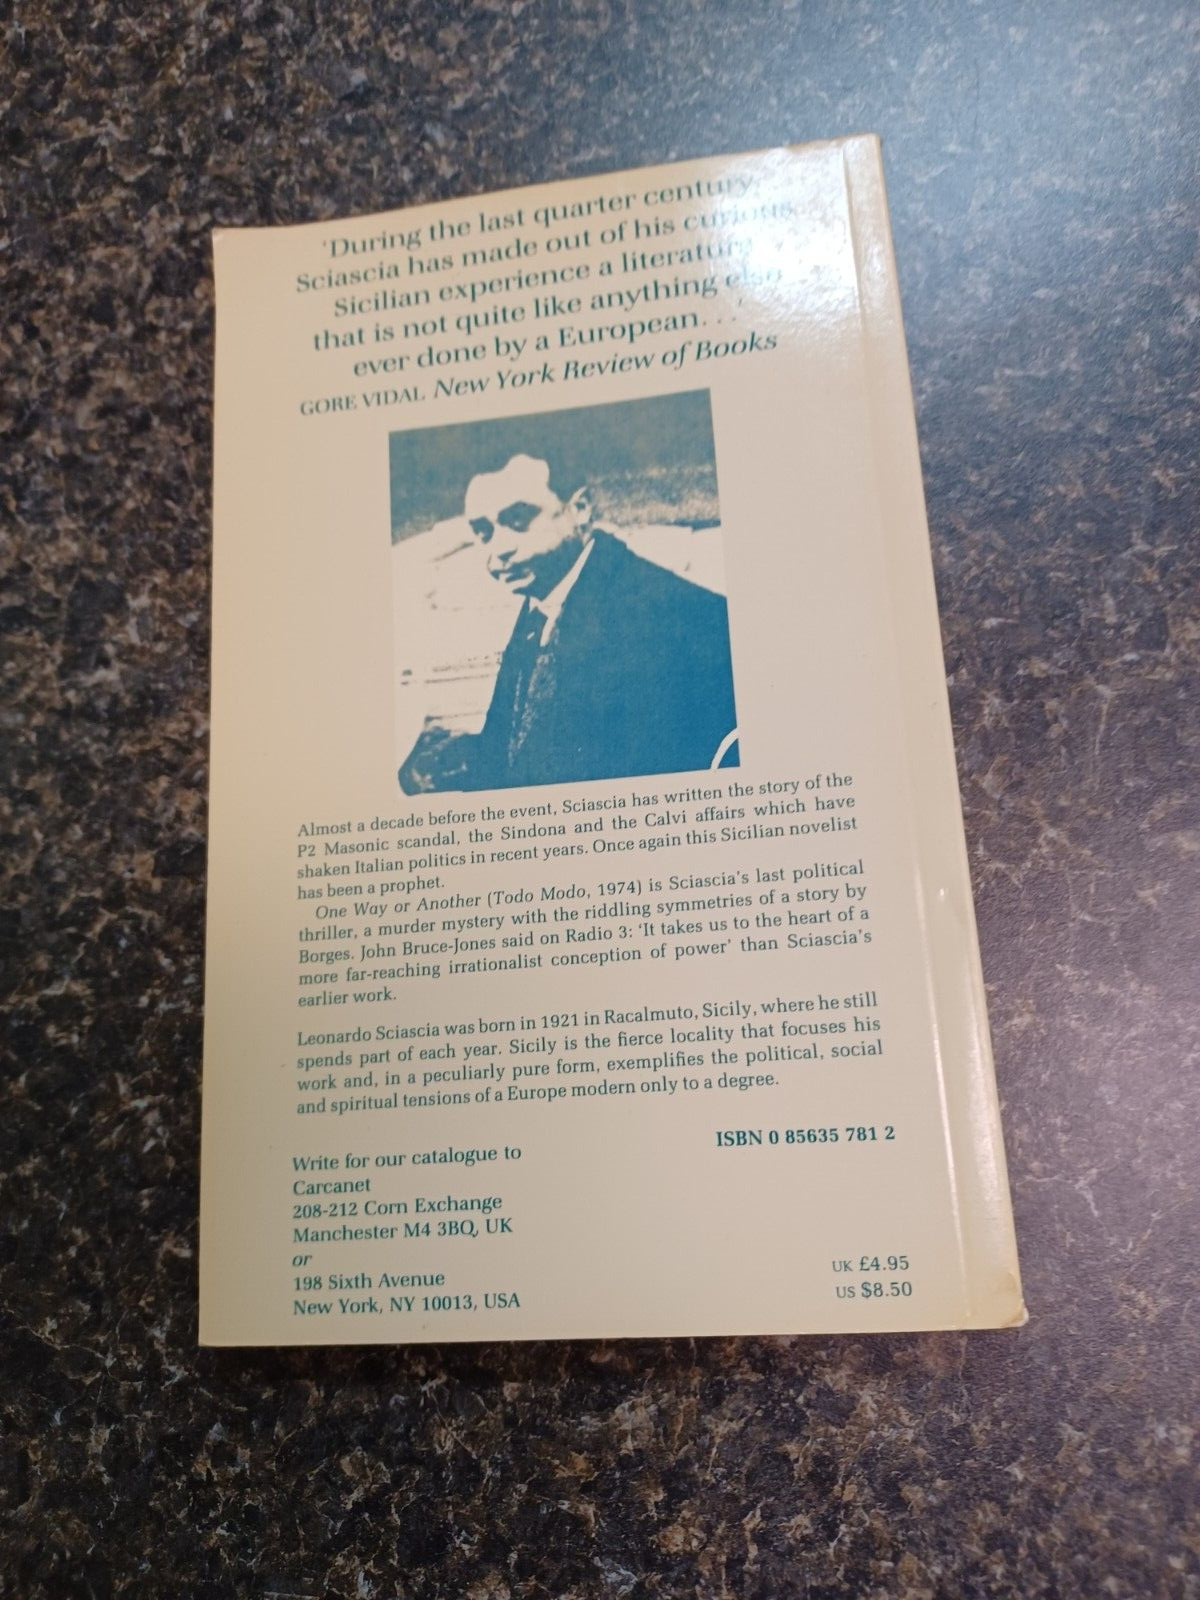 'During the last quarter century,
Sciascia has made out of his curious
Sicilian experience a literature
that is not quite like anything else
ever done by a European. . . '
GORE VIDAL New York Review of Books
Almost a decade before the event, Sciascia has written the story of the
P2 Masonic scandal, the Sindona and the Calvi affairs which have
shaken Italian politics in recent years. Once again this Sicilian novelist
has been a prophet.
One Way or Another (Todo Modo, 1974) is Sciascia's last political
thriller, a murder mystery with the riddling symmetries of a story by
Borges. John Bruce-Jones said on Radio 3: 'It takes us to the heart of a
more far-reaching irrationalist conception of power' than Sciascia's
earlier work.
Leonardo Sciascia was born in 1921 in Racalmuto, Sicily, where he still
spends part of each year. Sicily is the fierce locality that focuses his
work and, in a peculiarly pure form, exemplifies the political, social
and spiritual tensions of a Europe modern only to a degree.
ISBN 0 85635 781 2
Write for our catalogue to
Carcanet
208-212 Corn Exchange
Manchester M4 3BQ, UK
or
198 Sixth Avenue
New York, NY 10013, USA
UK £4.95
US $8.50